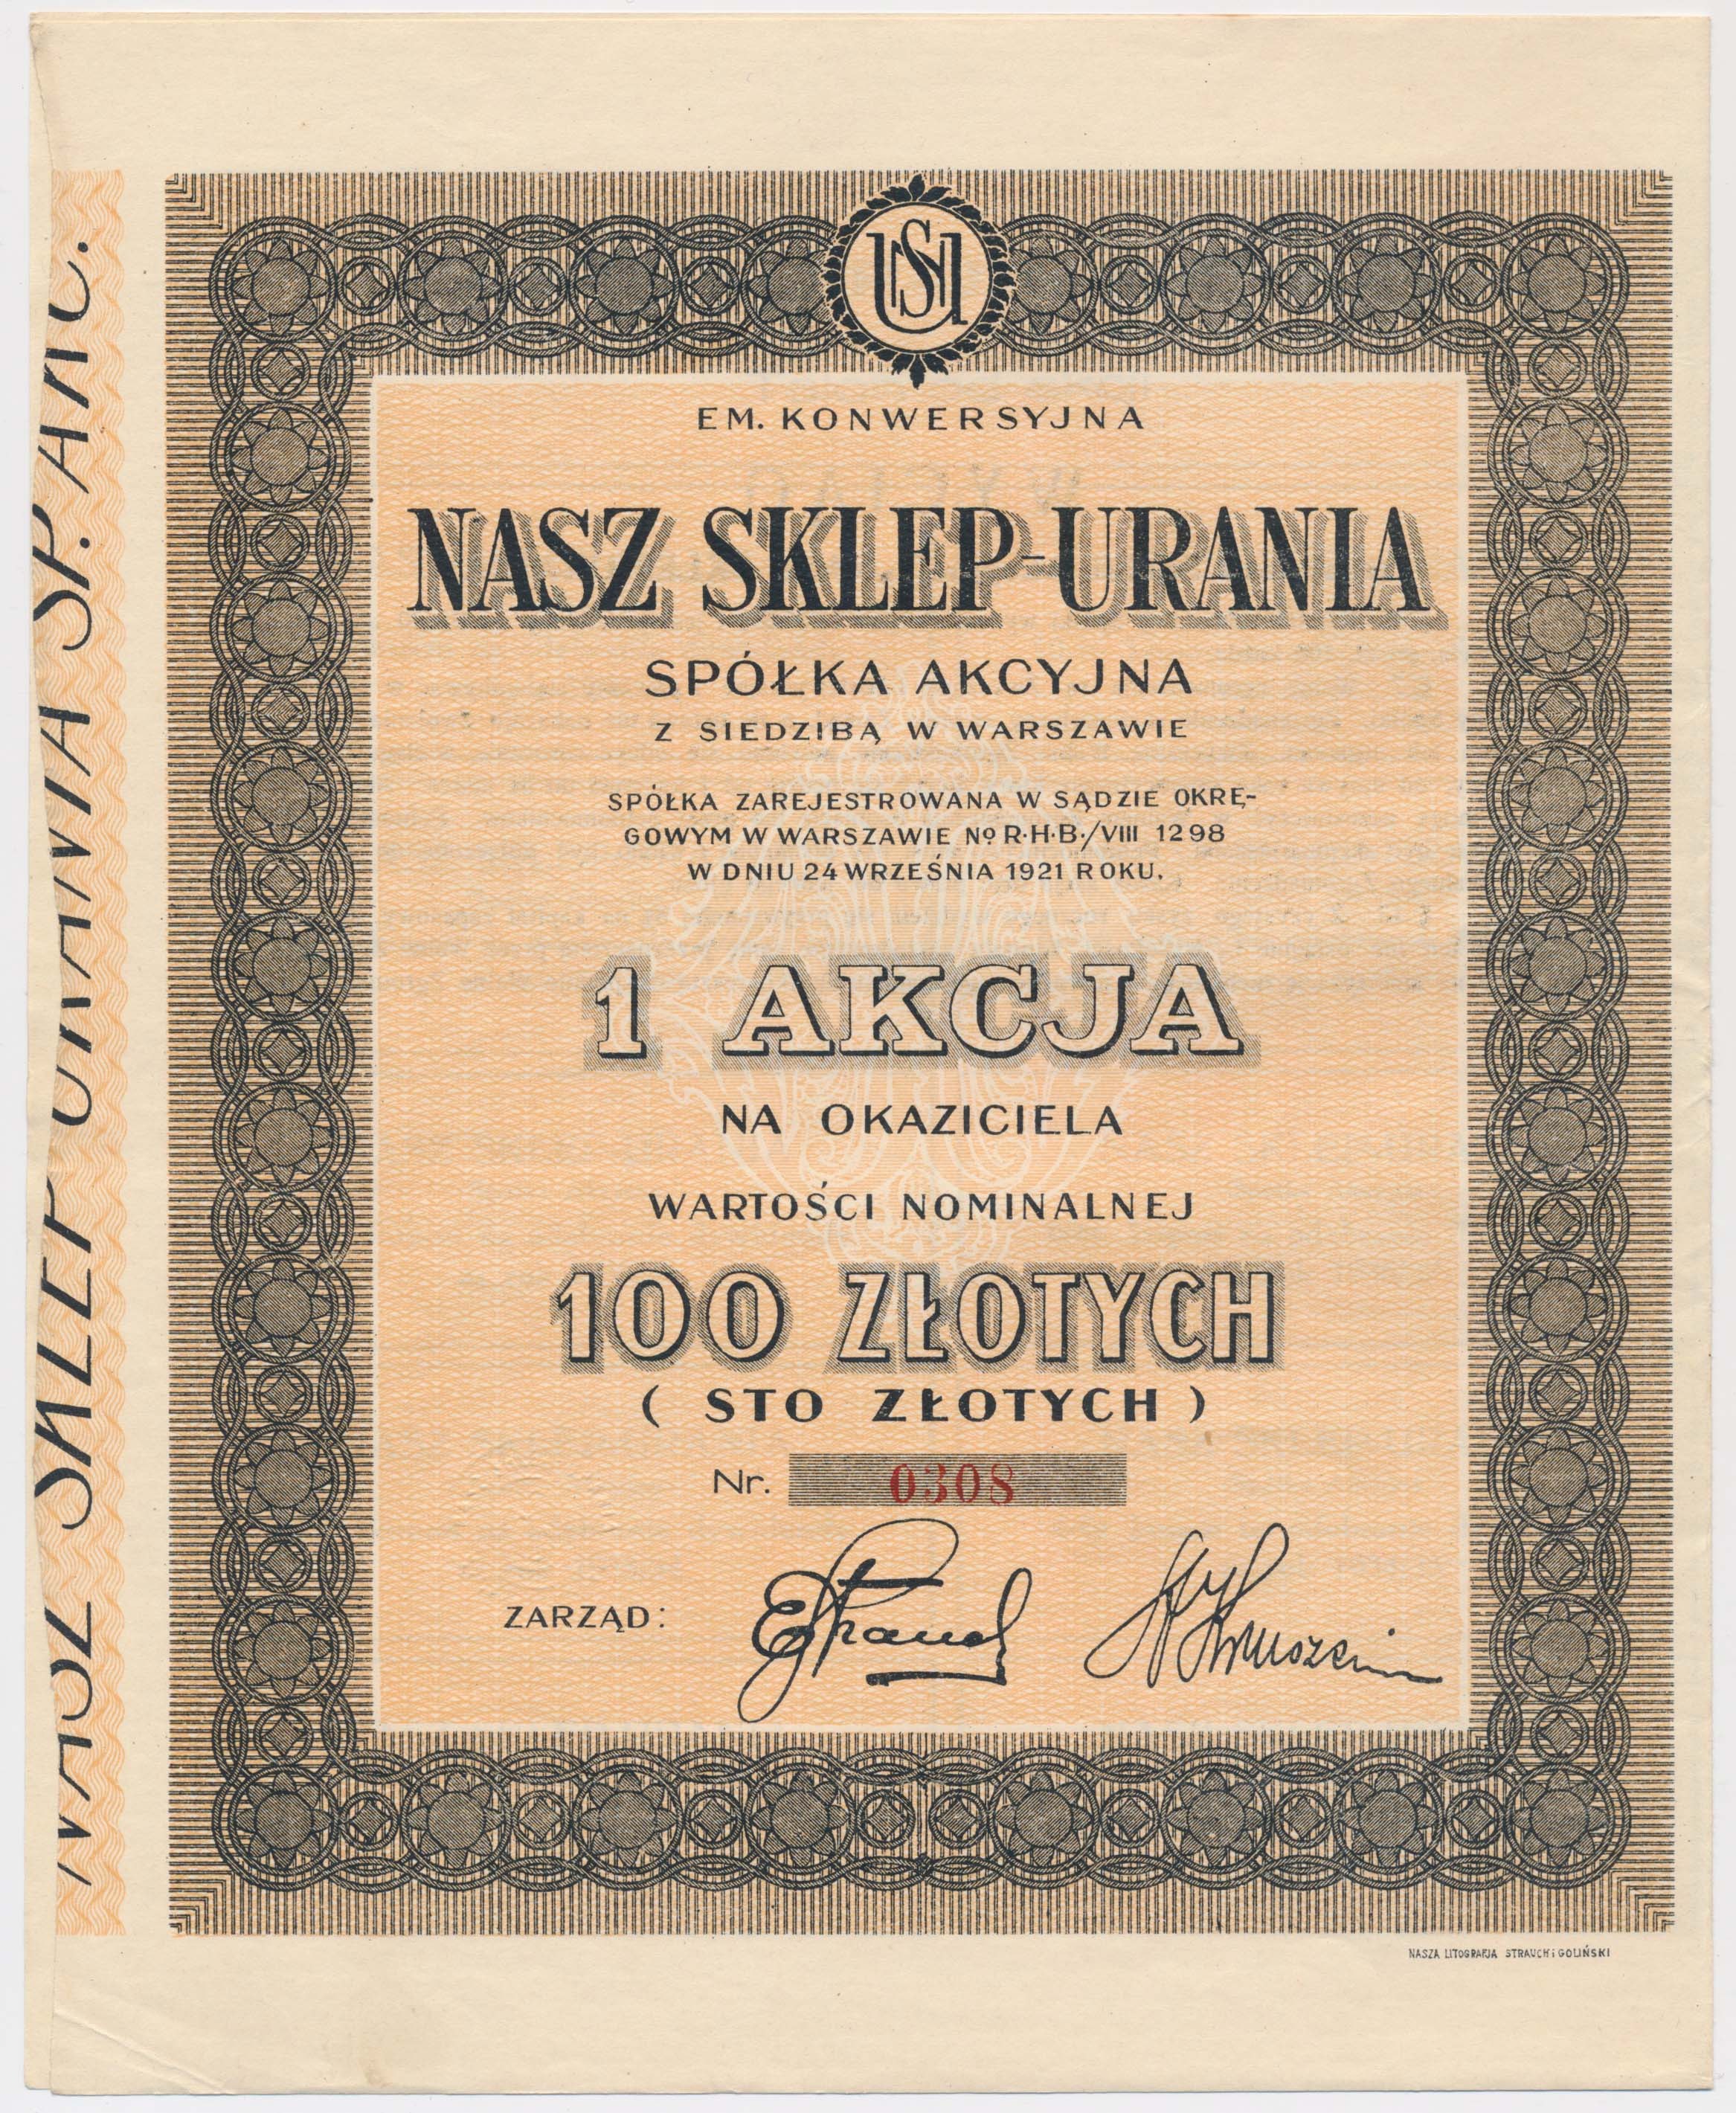 EM. KONWERSYJNA
NASZ SKLEP-URANIA
SPÓŁKA AKCYJNA
Z SIEDZIBĄ W WARSZAWIE
SPÓŁKA ZAREJESTROWANA W SĄDZIE OKRĘ-
GOWYM W WARSZAWIE Nº R·H·B·/VIII 1298
W DNIU 24 WRZEŚNIA 1921 ROKU.
1 AKCJA
NA OKAZICIELA
WARTOŚCI NOMINALNEJ
100 ZŁOTYCH
( STO ZŁOTYCH )
Nr. 0308
ZARZĄD:
NASZA LITOGRAFJA STRAUCH i GOLIŃSKI
NASZ SKLEP URANIA SP. AKC.